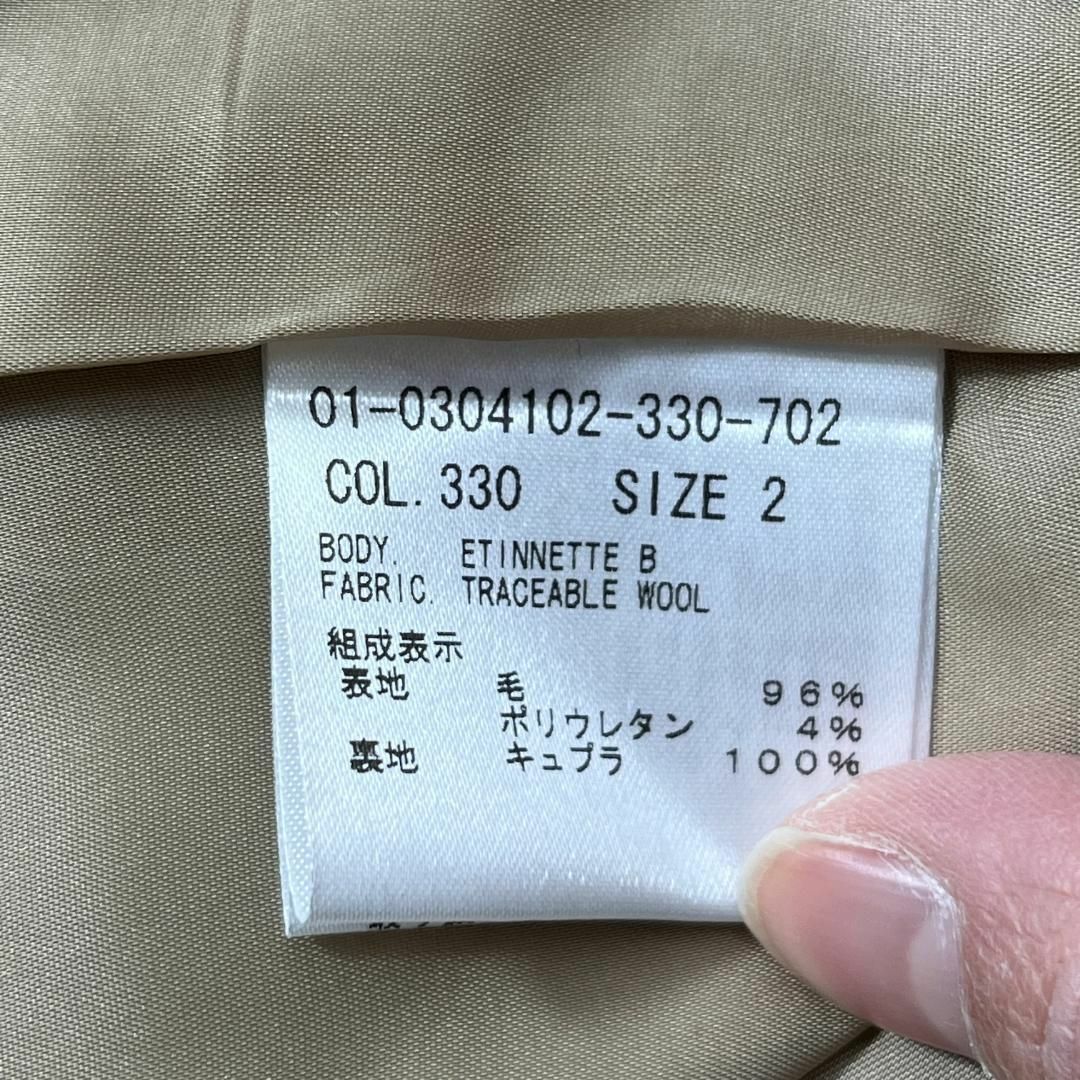 01-0304102-330-702
COL. 330 SIZE 2
BODY. ETINNETTE B
FABRIC. TRACEABLE WOOL
組成表示
表地 毛 96%
ポリウレタン 4%
裏地 キュプラ 100%